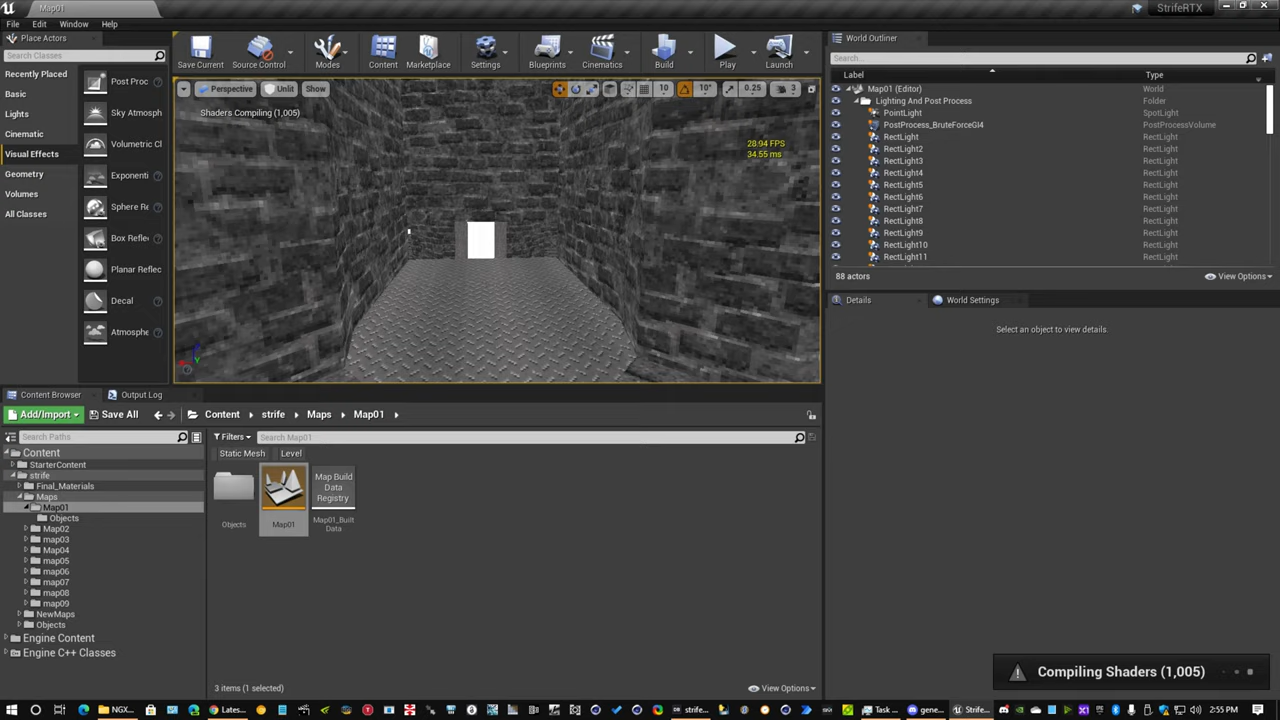 Map01
StrifeRTX
File Edit Window Help
Place Actors
Search Classes
Recently Placed
Basic
Lights
Cinematic
Visual Effects
Geometry
Volumes
All Classes
Post Proc
Sky Atmosph
Volumetric Cl
Exponenti
Sphere Re
Box Refle
Planar Reflec
Decal
Atmosphe
Save Current
Source Control
Modes
Content
Marketplace
Settings
Blueprints
Cinematics
Build
Play
Launch
Perspective Unlit Show
10 10° 0.25 3
Shaders Compiling (1,005)
28.94 FPS
34.55 ms
World Outliner
Search...
Label Type
Map01 (Editor) World
Lighting And Post Process Folder
PointLight SpotLight
PostProcess_BruteForceGI4 PostProcessVolume
RectLight RectLight
RectLight2 RectLight
RectLight3 RectLight
RectLight4 RectLight
RectLight5 RectLight
RectLight6 RectLight
RectLight7 RectLight
RectLight8 RectLight
RectLight9 RectLight
RectLight10 RectLight
RectLight11 RectLight
88 actors View Options
Details World Settings
Select an object to view details.
Content Browser Output Log
Add/Import Save All Content strife Maps Map01
Search Paths
Content
StarterContent
strife
Final_Materials
Maps
Map01
Objects
Map02
map03
Map04
map05
map06
map07
map08
map09
NewMaps
Objects
Engine Content
Engine C++ Classes
Filters Search Map01
Static Mesh Level
Objects
Map01
Map Build
Data
Registry
Map01_Built
Data
3 items (1 selected) View Options
Compiling Shaders (1,005)
NGX... Lates... strife... Task ... gene... Strife... 2:55 PM